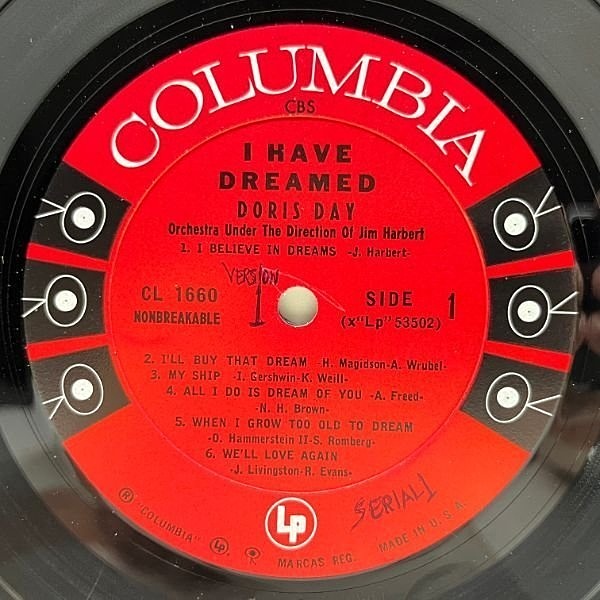 COLUMBIA
CBS
I HAVE
DREAMED
DORIS DAY
Orchestra Under The Direction Of Jim Harbert
1. I BELIEVE IN DREAMS -J. Harbert-
VERSION
1
CL 1660
NONBREAKABLE
SIDE 1
(x"Lp" 53502)
2. I'LL BUY THAT DREAM -H. Magidson-A. Wrubel-
3. MY SHIP -I. Gershwin-K. Weill-
4. ALL I DO IS DREAM OF YOU -A. Freed-
-N. H. Brown-
5. WHEN I GROW TOO OLD TO DREAM
-O. Hammerstein II-S. Romberg-
6. WE'LL LOVE AGAIN
-J. Livingston-R. Evans-
SERIAL 1
Lp
® "COLUMBIA" Lp. MARCAS REG. MADE IN U.S.A.